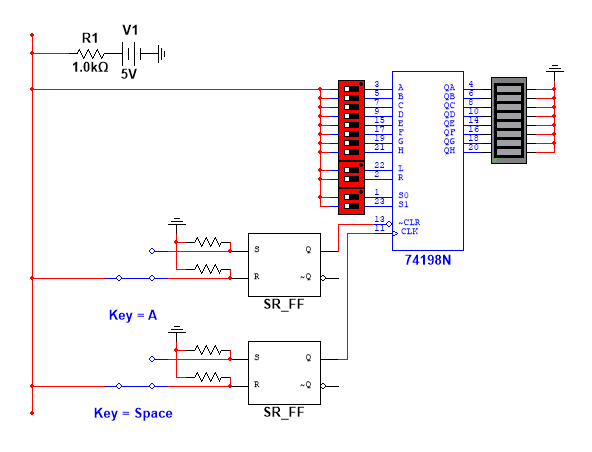 V1
R1
1.0kΩ
5V
3 A QA 4
5 B QB 6
7 C QC 8
9 D QD 10
15 E QE 14
17 F QF 16
19 G QG 18
21 H QH 20
22 L
2 R
1 S0
23 S1
13 ~CLR
11 CLK
74198N
S Q
R ~Q
SR_FF
Key = A
S Q
R ~Q
SR_FF
Key = Space